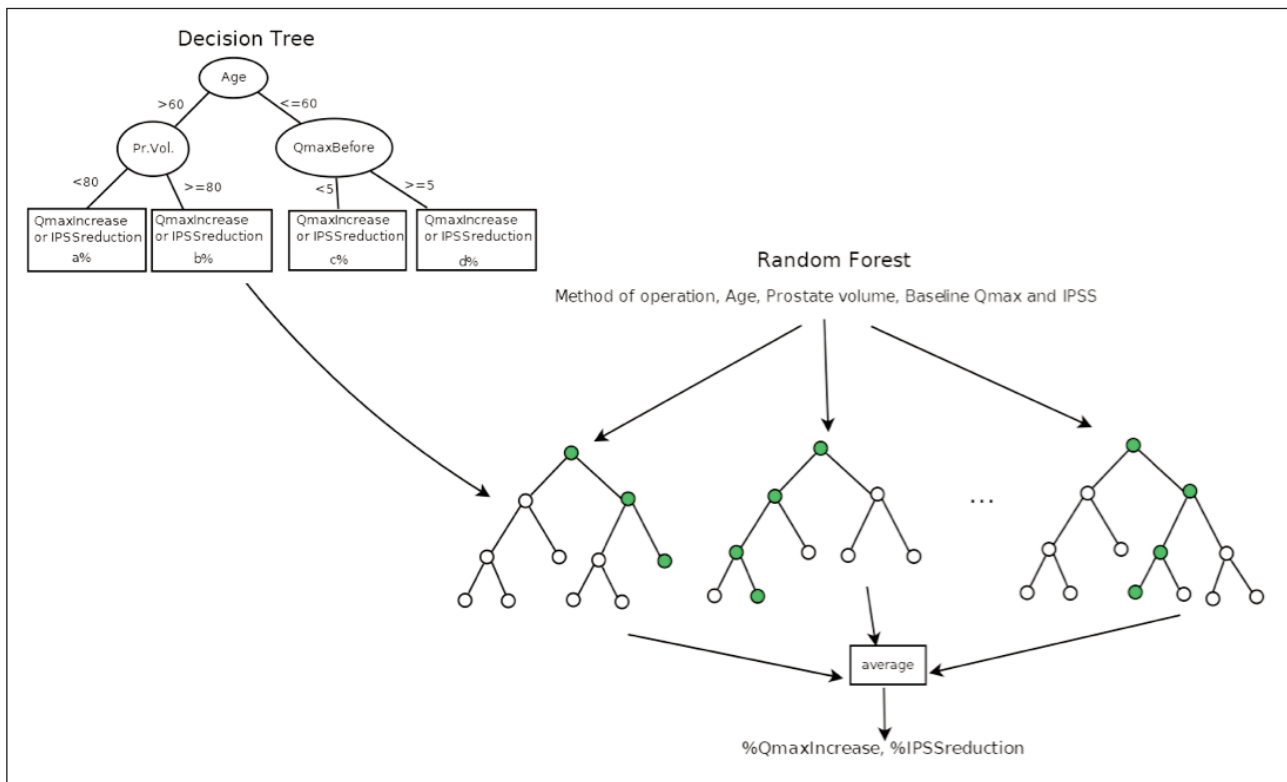 Decision Tree
Age
>60
<=60
Pr.Vol.
QmaxBefore
<80
>=80
<5
>=5
QmaxIncrease
or IPSSreduction
a%
QmaxIncrease
or IPSSreduction
b%
QmaxIncrease
or IPSSreduction
c%
QmaxIncrease
or IPSSreduction
d%
Random Forest
Method of operation, Age, Prostate volume, Baseline Qmax and IPSS
...
average
%QmaxIncrease, %IPSSreduction